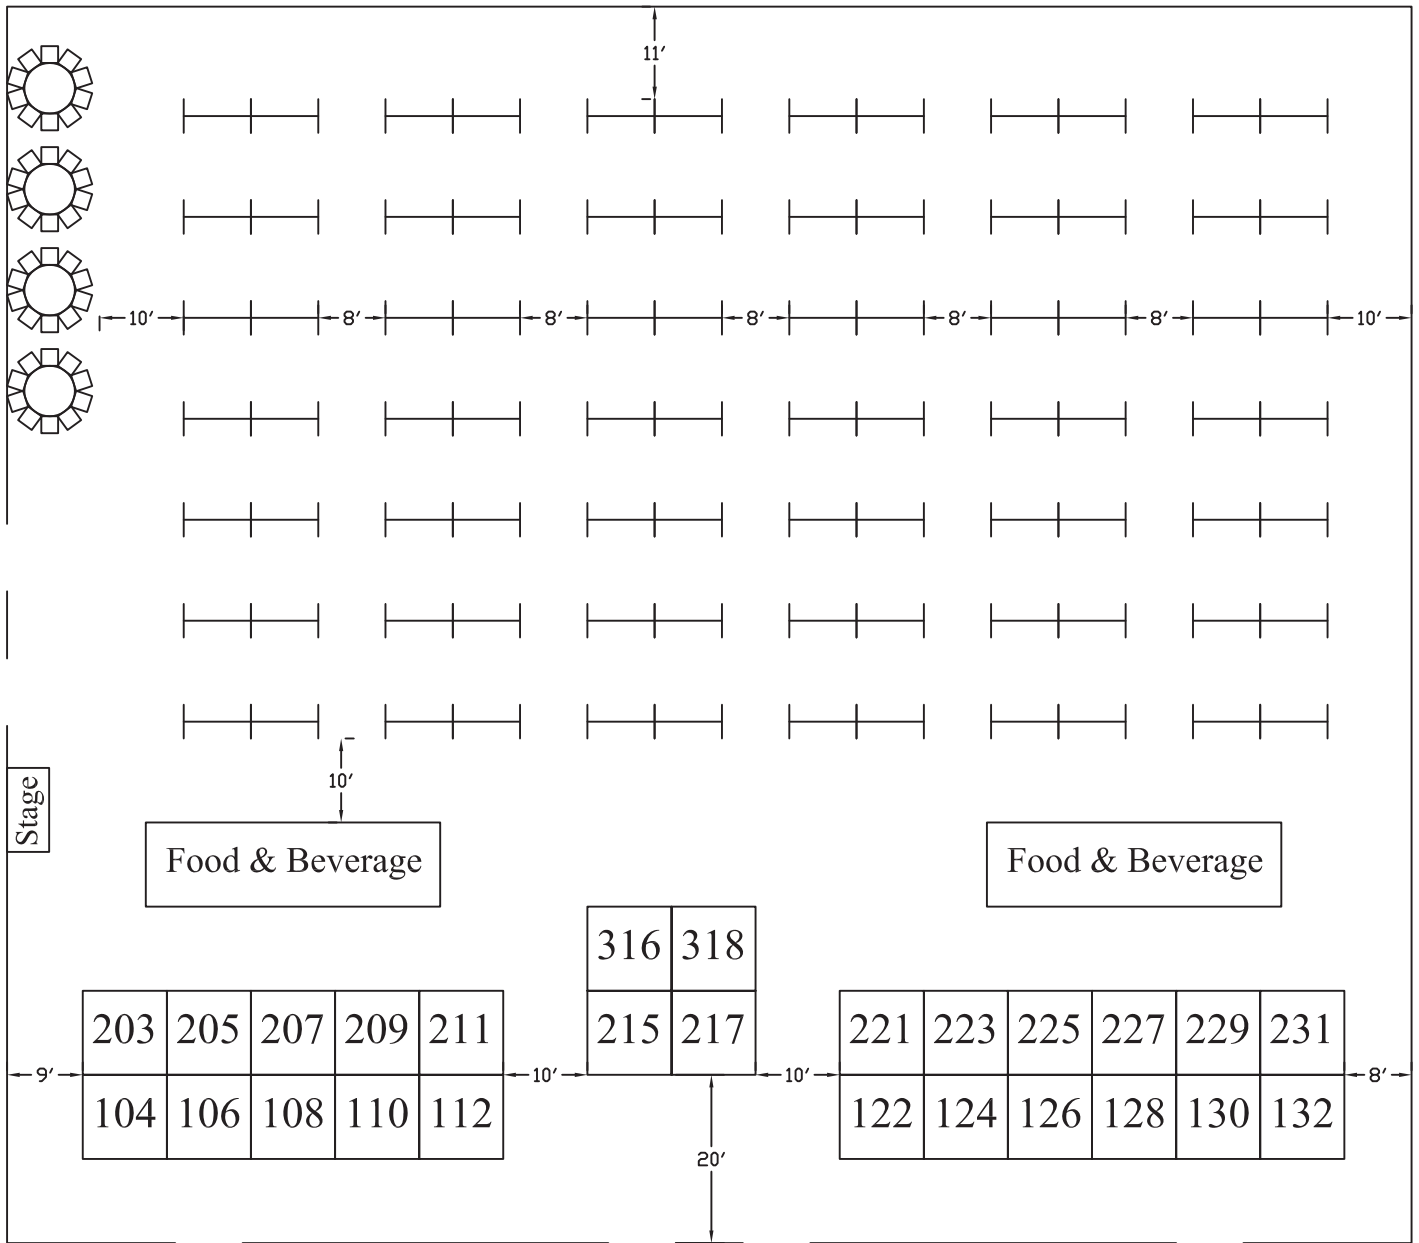 11'
10' 8' 8' 8' 8' 8' 10'
10'
Stage
Food & Beverage Food & Beverage
316 318
203 205 207 209 211 215 217 221 223 225 227 229 231
9' 10' 10' 8'
104 106 108 110 112 122 124 126 128 130 132
20'